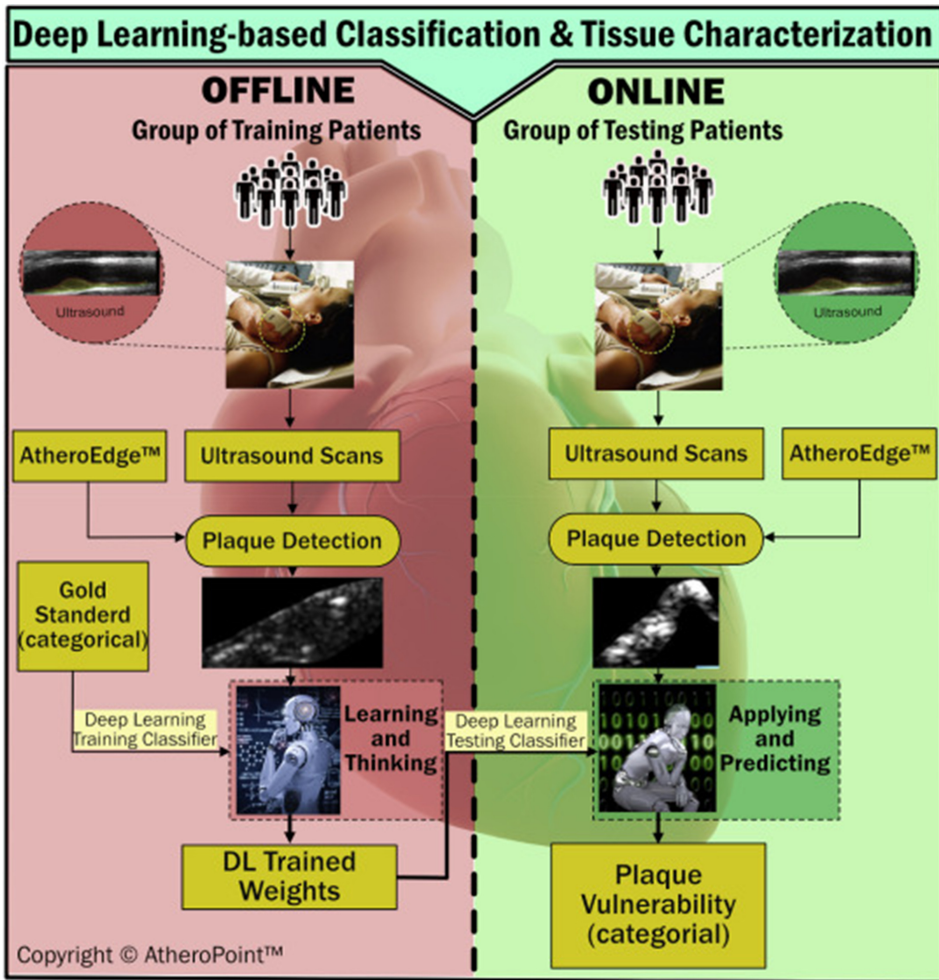 Deep Learning-based Classification & Tissue Characterization
OFFLINE
Group of Training Patients
Ultrasound
AtheroEdge™
Ultrasound Scans
Plaque Detection
Gold
Standerd
(categorical)
Deep Learning
Training Classifier
Learning
and
Thinking
DL Trained
Weights
Copyright © AtheroPoint™
ONLINE
Group of Testing Patients
Ultrasound
Ultrasound Scans
AtheroEdge™
Plaque Detection
Deep Learning
Testing Classifier
Applying
and
Predicting
Plaque
Vulnerability
(categorial)